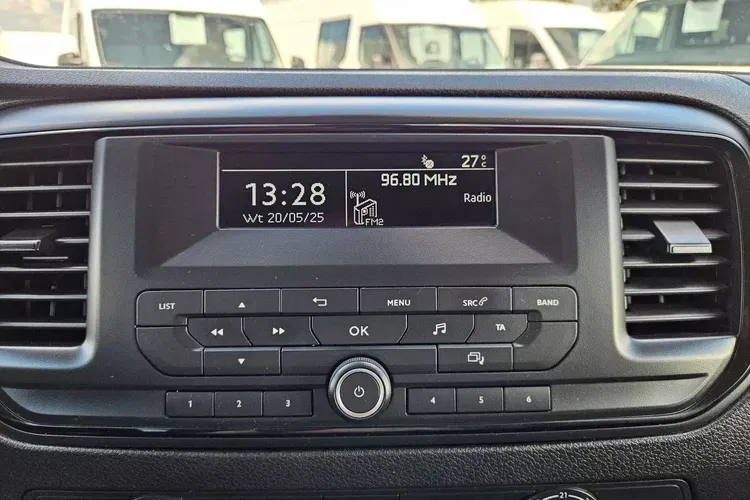 27°C
13:28
96.80 MHz
Wt 20/05/25
FM2
Radio
LIST
MENU
SRC
BAND
OK
TA
1
2
3
4
5
6
21